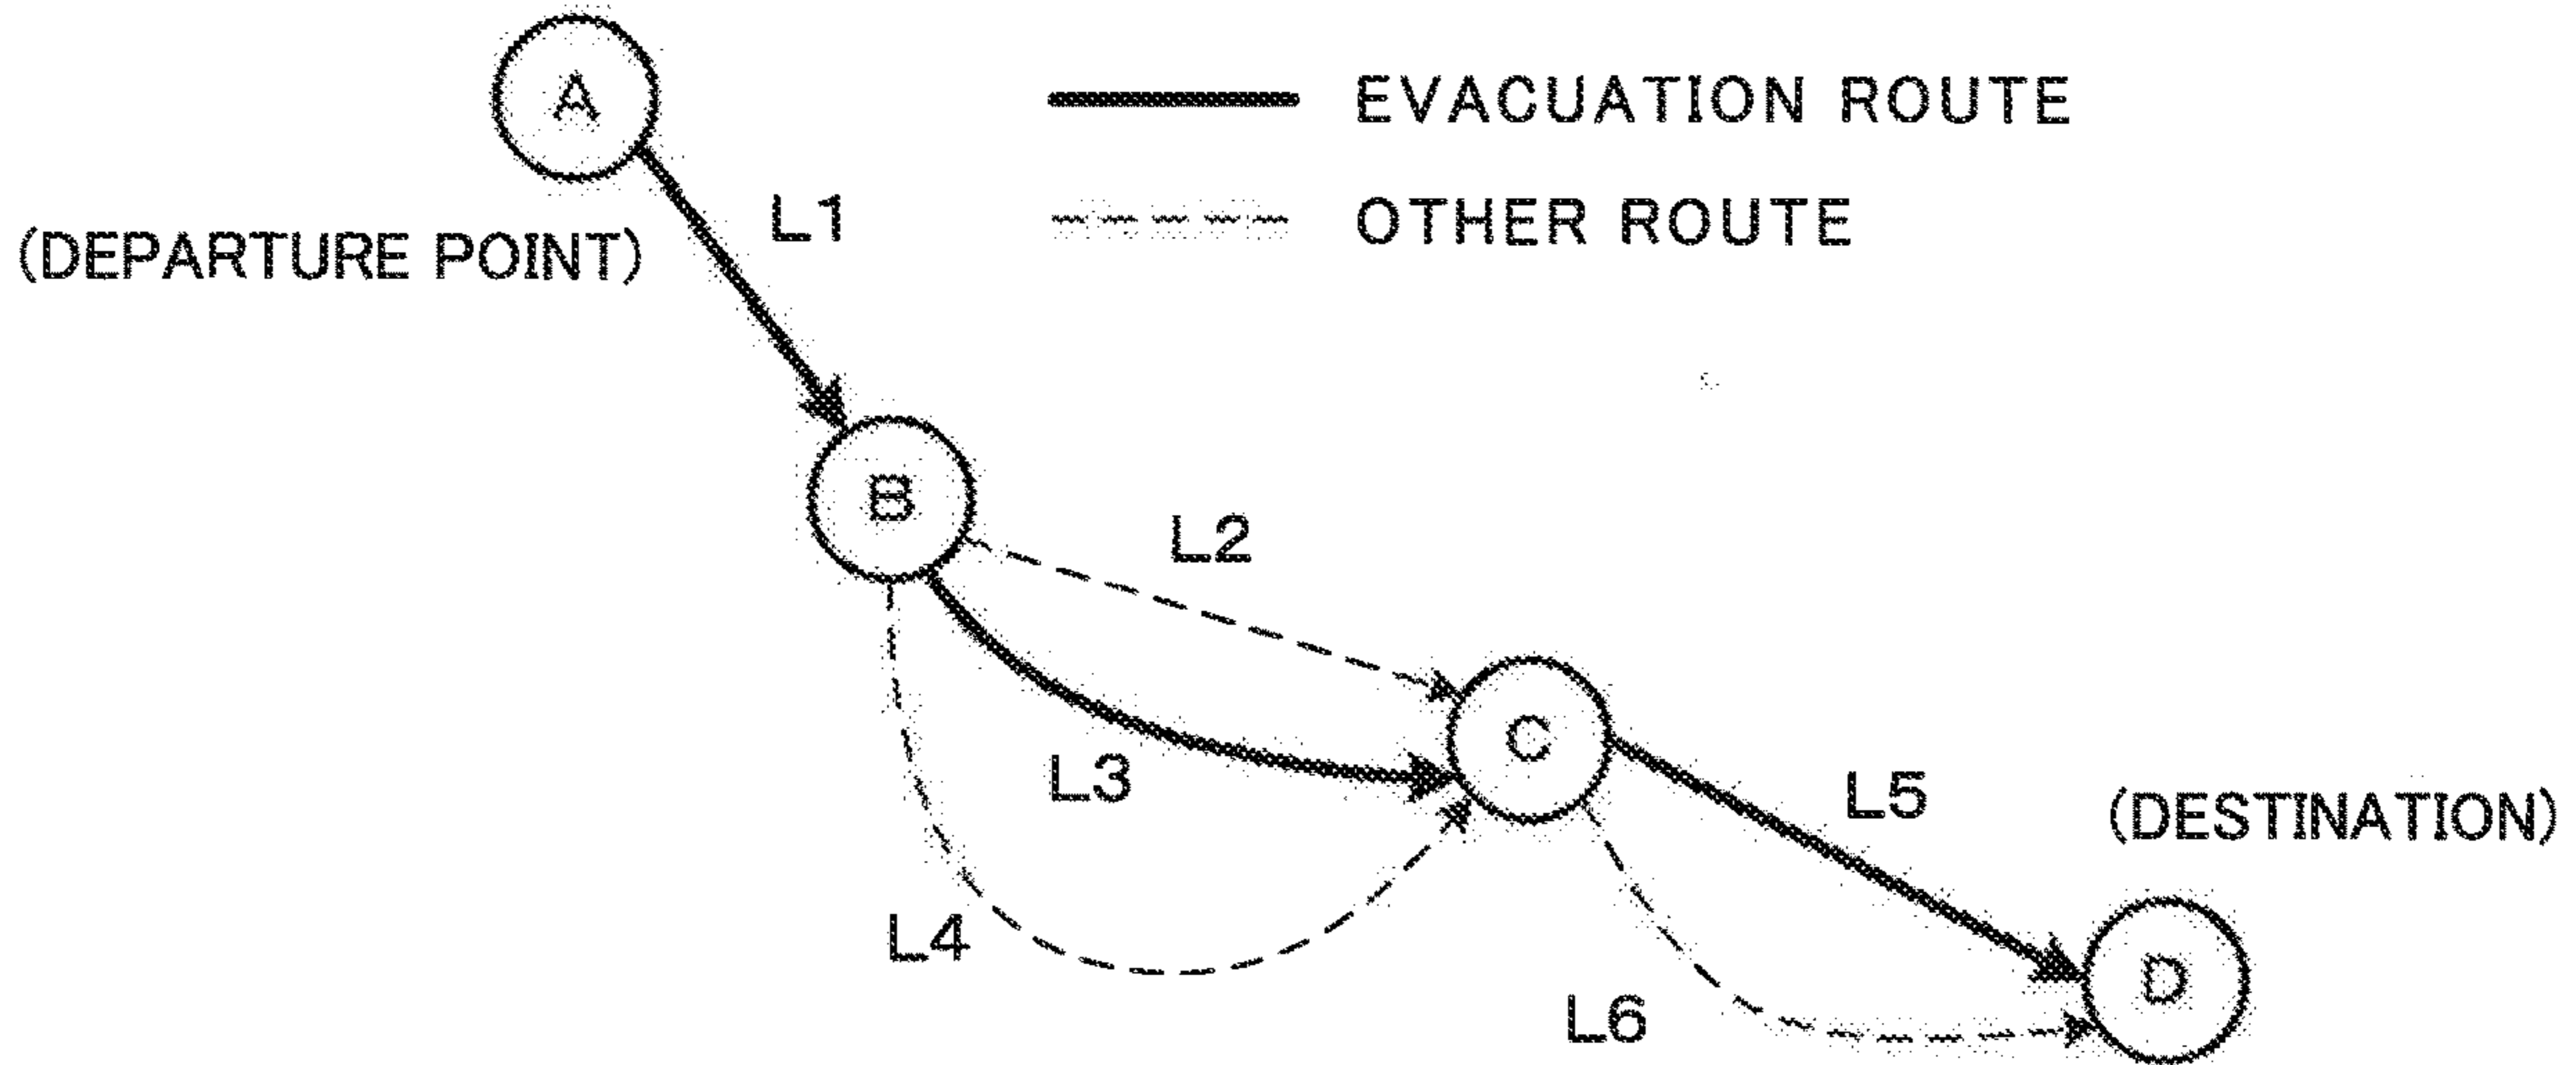 A
EVACUATION ROUTE
L1
OTHER ROUTE
(DEPARTURE POINT)
B
L2
C
L3
L5
(DESTINATION)
L4
D
L6